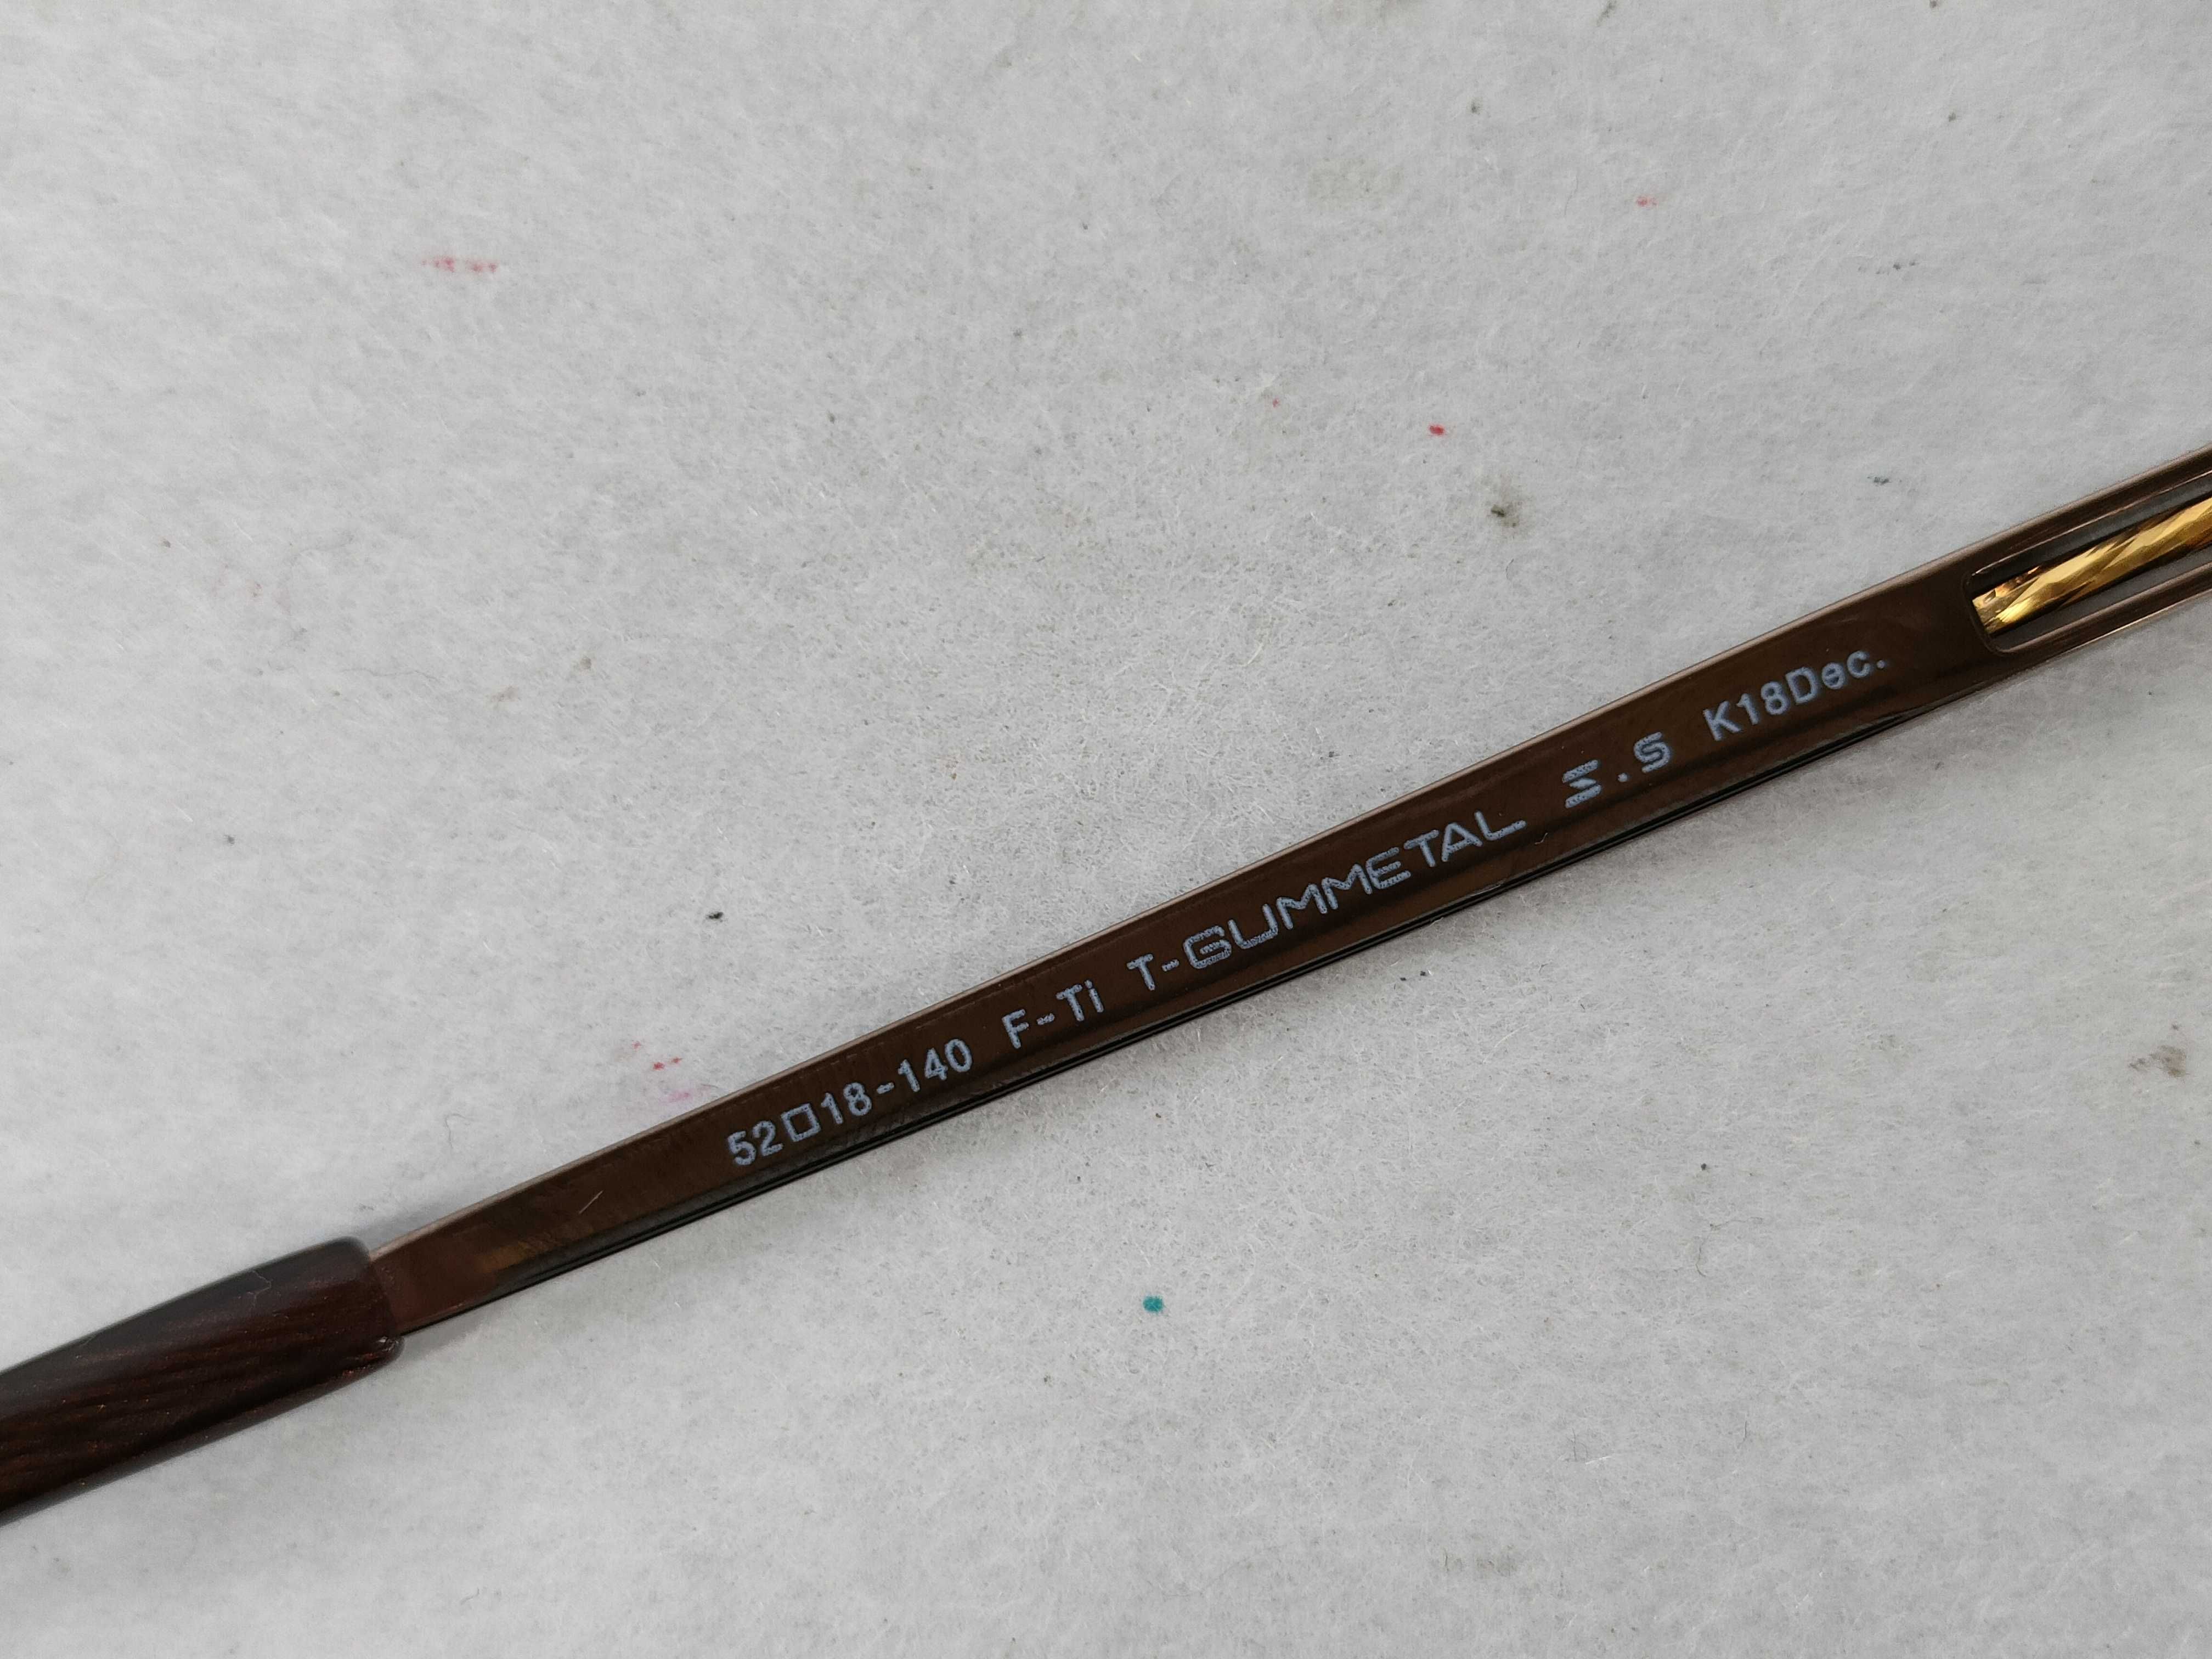 52□18-140 F-Ti T-GUMMETAL Σ.S K18Dec.